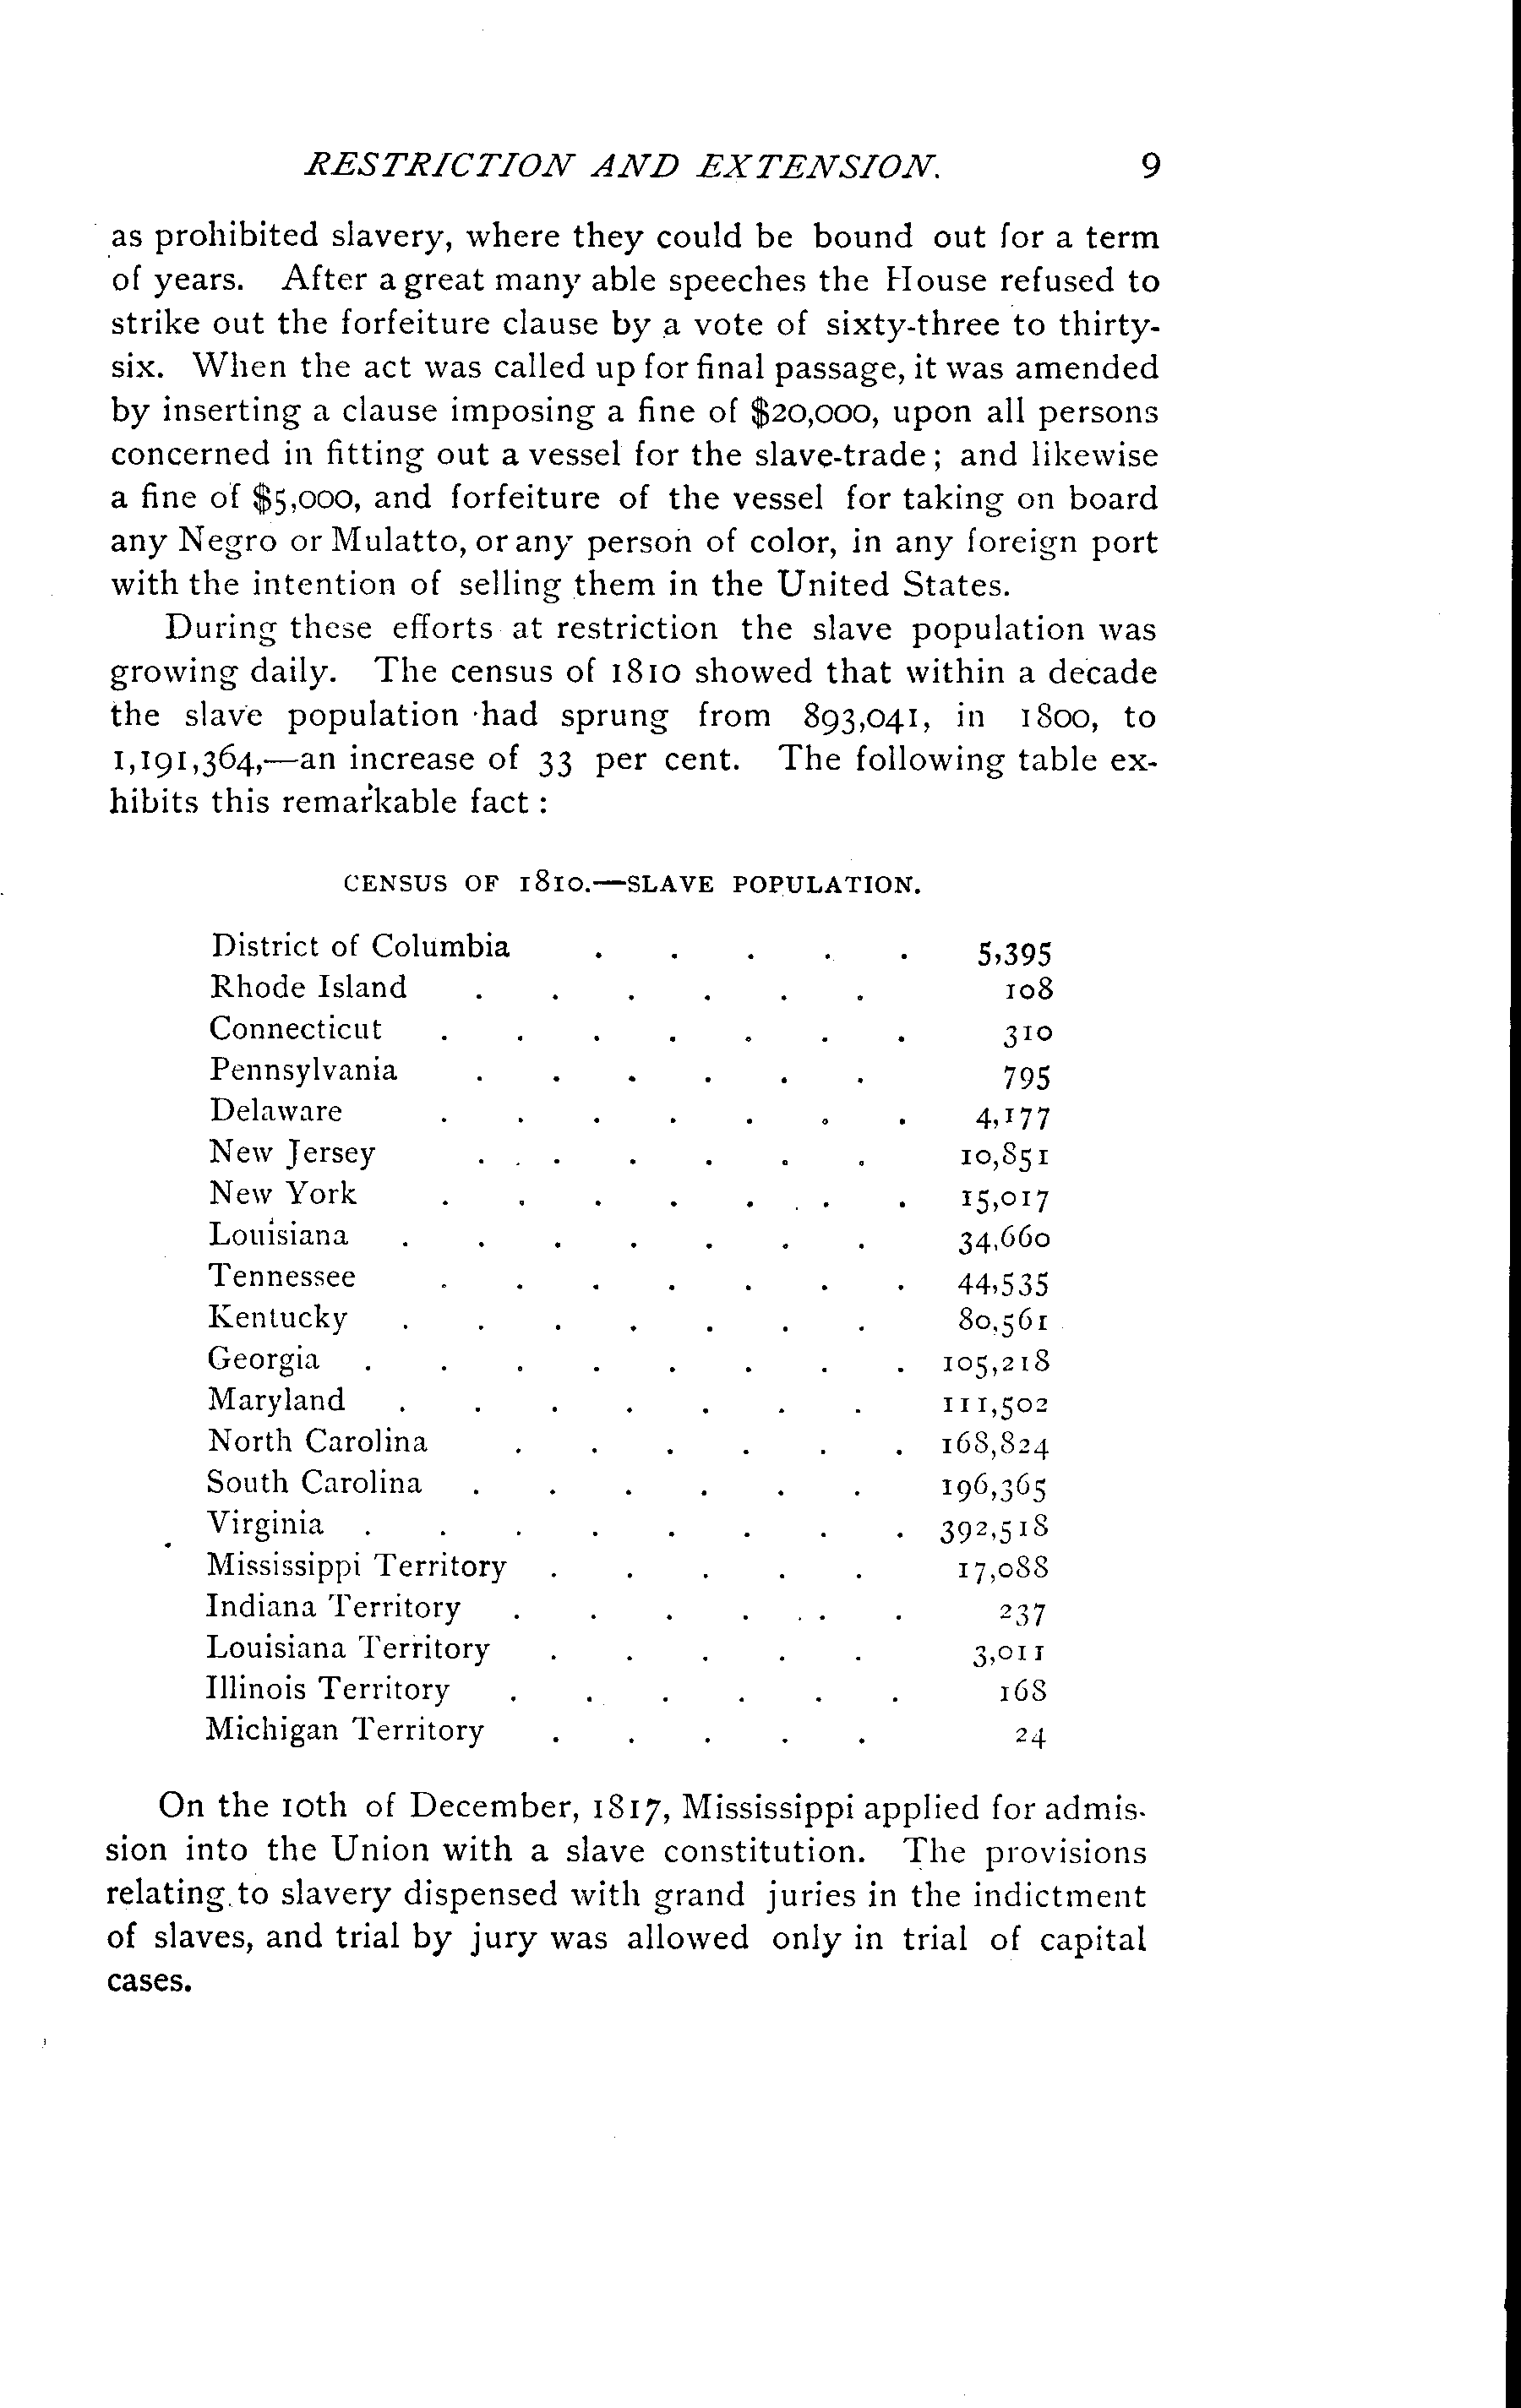 RESTRICTION AND EXTENSION. 9
as prohibited slavery, where they could be bound out for a term
of years. After a great many able speeches the House refused to
strike out the forfeiture clause by a vote of sixty-three to thirty-
six. When the act was called up for final passage, it was amended
by inserting a clause imposing a fine of $20,000, upon all persons
concerned in fitting out a vessel for the slave-trade; and likewise
a fine of $5,000, and forfeiture of the vessel for taking on board
any Negro or Mulatto, or any person of color, in any foreign port
with the intention of selling them in the United States.
During these efforts at restriction the slave population was
growing daily. The census of 1810 showed that within a decade
the slave population had sprung from 893,041, in 1800, to
1,191,364,—an increase of 33 per cent. The following table ex-
hibits this remarkable fact:
CENSUS OF 1810.—SLAVE POPULATION.
District of Columbia . . . . . 5,395
Rhode Island . . . . . . 108
Connecticut . . . . . . . 310
Pennsylvania . . . . . . 795
Delaware . . . . . . . 4,177
New Jersey . . . . . . 10,851
New York . . . . . . . 15,017
Louisiana . . . . . . . 34,660
Tennessee . . . . . . . 44,535
Kentucky . . . . . . . 80,561
Georgia . . . . . . . . 105,218
Maryland . . . . . . . 111,502
North Carolina . . . . . . 168,824
South Carolina . . . . . . 196,365
Virginia . . . . . . . . 392,518
Mississippi Territory . . . . . 17,088
Indiana Territory . . . . . . 237
Louisiana Territory . . . . . 3,011
Illinois Territory . . . . . . 168
Michigan Territory . . . . . 24
On the 10th of December, 1817, Mississippi applied for admis-
sion into the Union with a slave constitution. The provisions
relating to slavery dispensed with grand juries in the indictment
of slaves, and trial by jury was allowed only in trial of capital
cases.